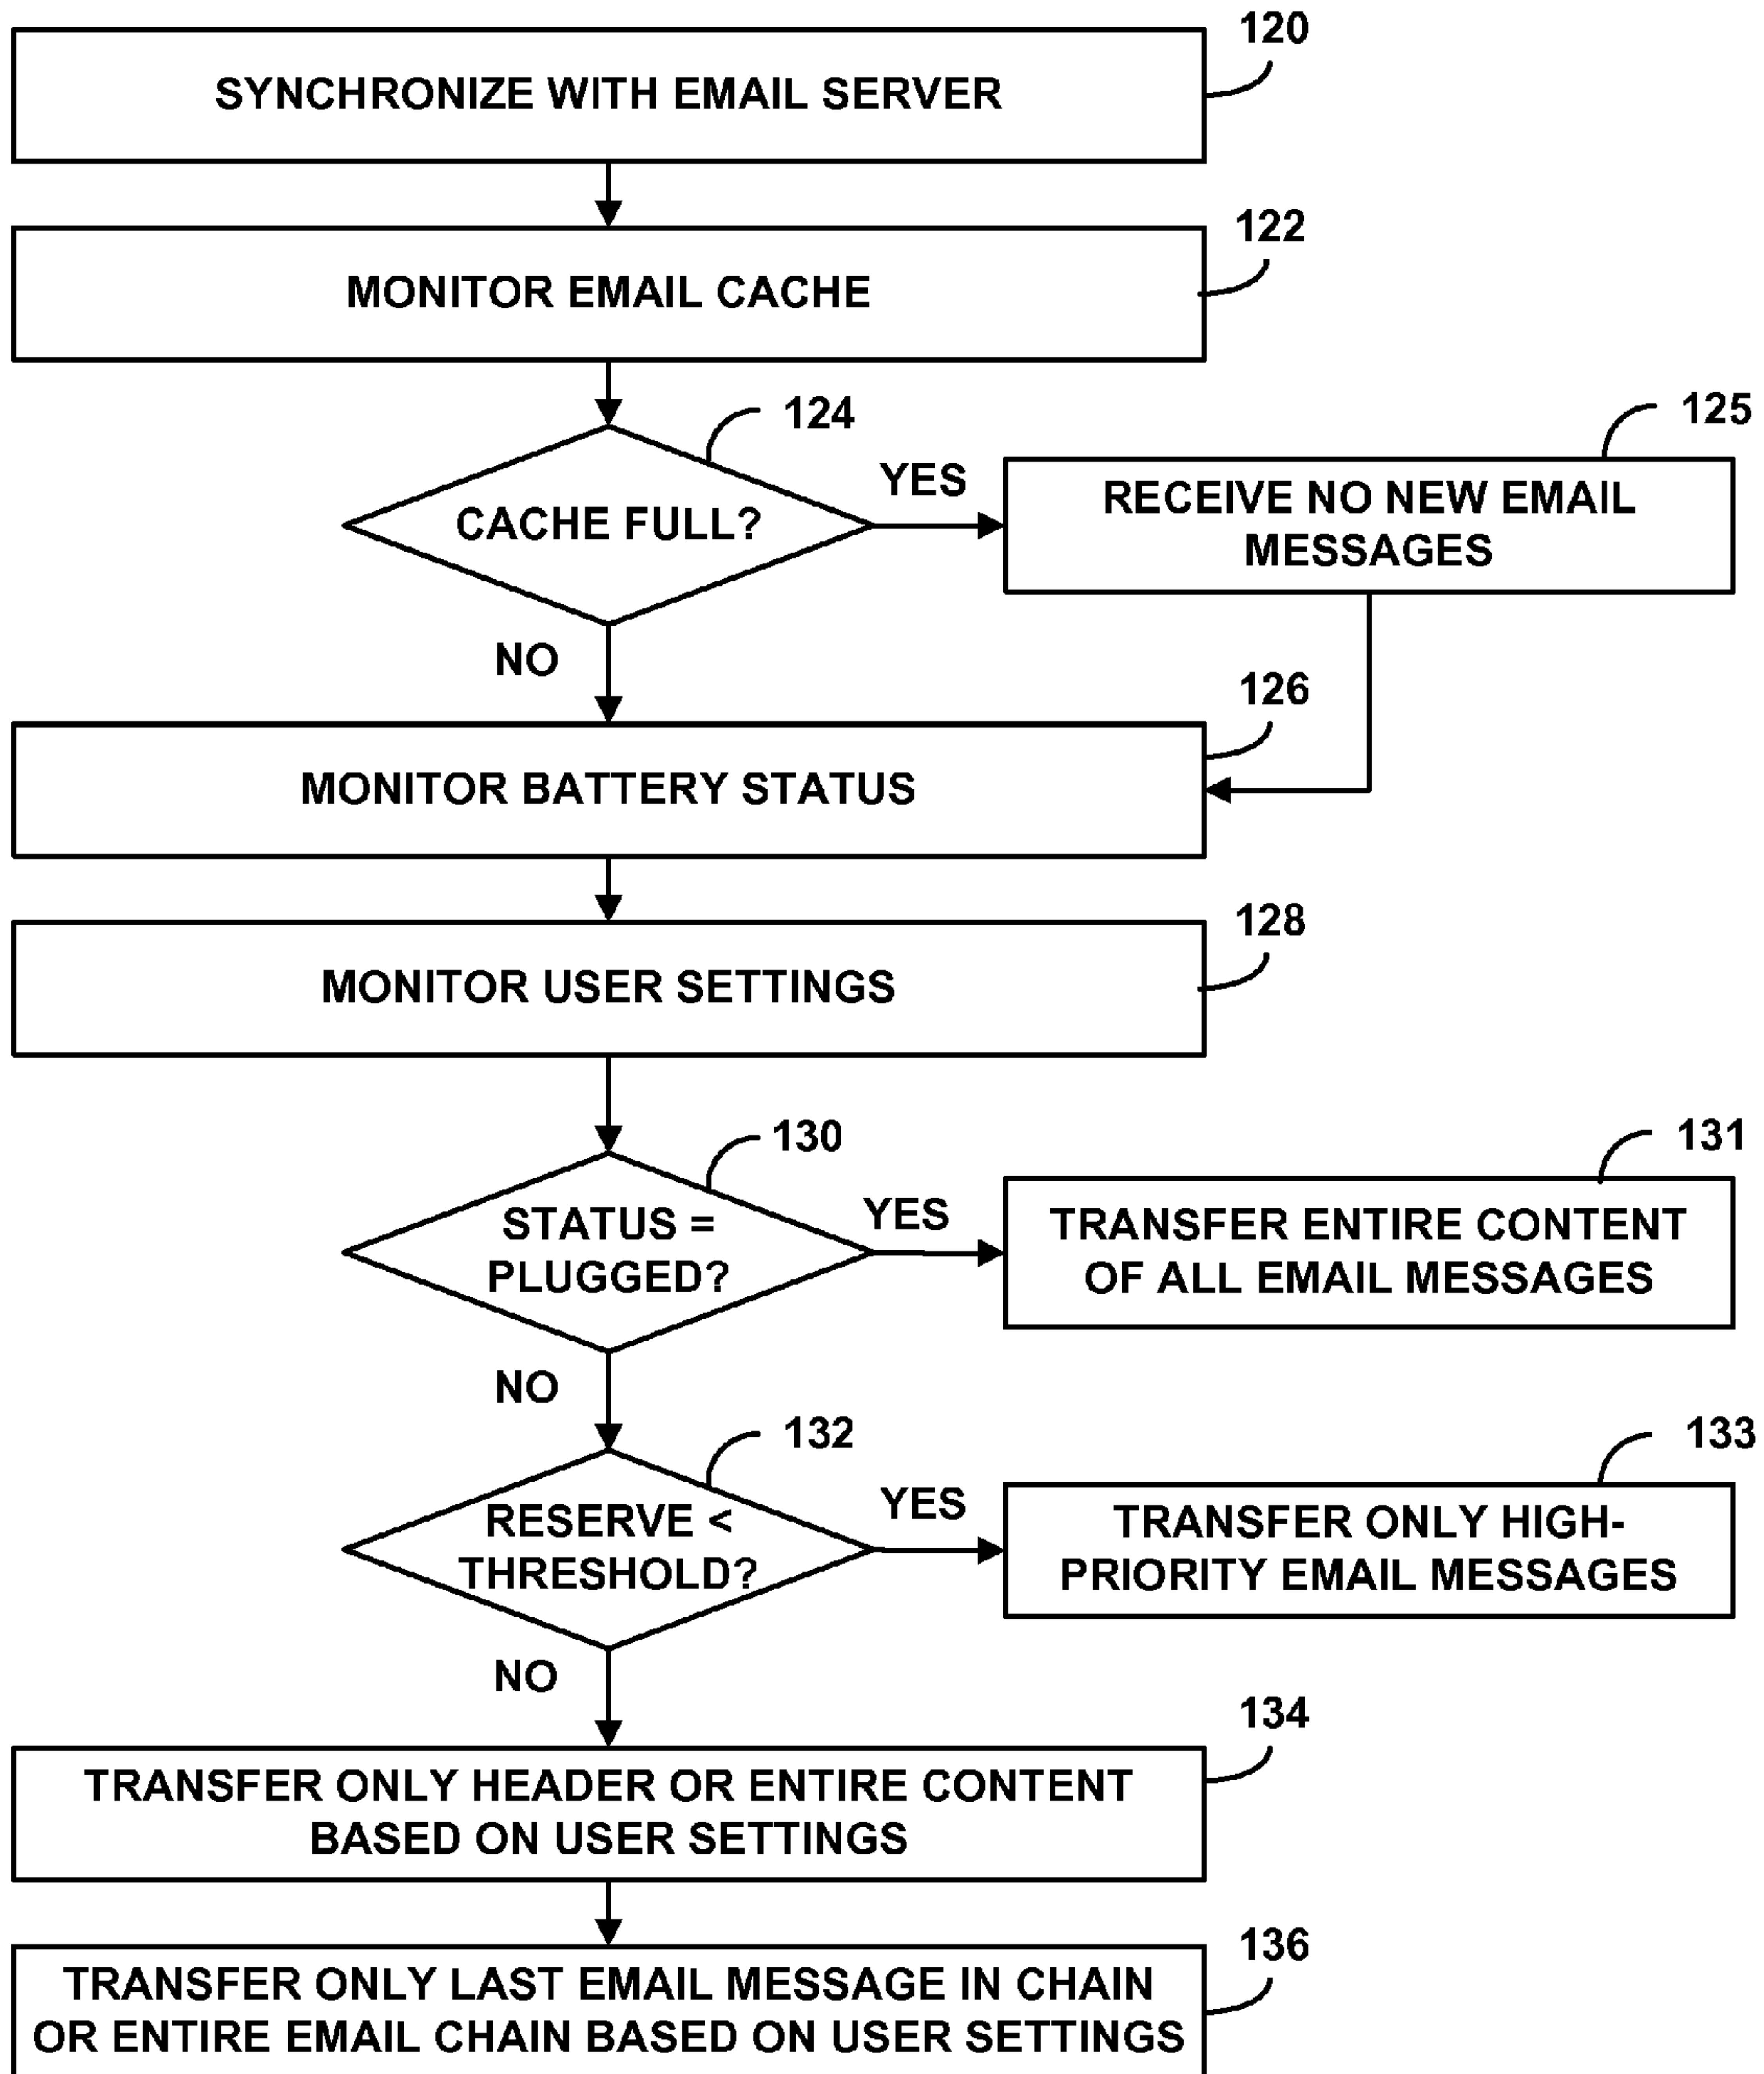 120
SYNCHRONIZE WITH EMAIL SERVER
122
MONITOR EMAIL CACHE
124
CACHE FULL?
YES
125
RECEIVE NO NEW EMAIL
MESSAGES
NO
126
MONITOR BATTERY STATUS
128
MONITOR USER SETTINGS
130
STATUS =
PLUGGED?
YES
131
TRANSFER ENTIRE CONTENT
OF ALL EMAIL MESSAGES
NO
132
RESERVE <
THRESHOLD?
YES
133
TRANSFER ONLY HIGH-
PRIORITY EMAIL MESSAGES
NO
134
TRANSFER ONLY HEADER OR ENTIRE CONTENT
BASED ON USER SETTINGS
136
TRANSFER ONLY LAST EMAIL MESSAGE IN CHAIN
OR ENTIRE EMAIL CHAIN BASED ON USER SETTINGS